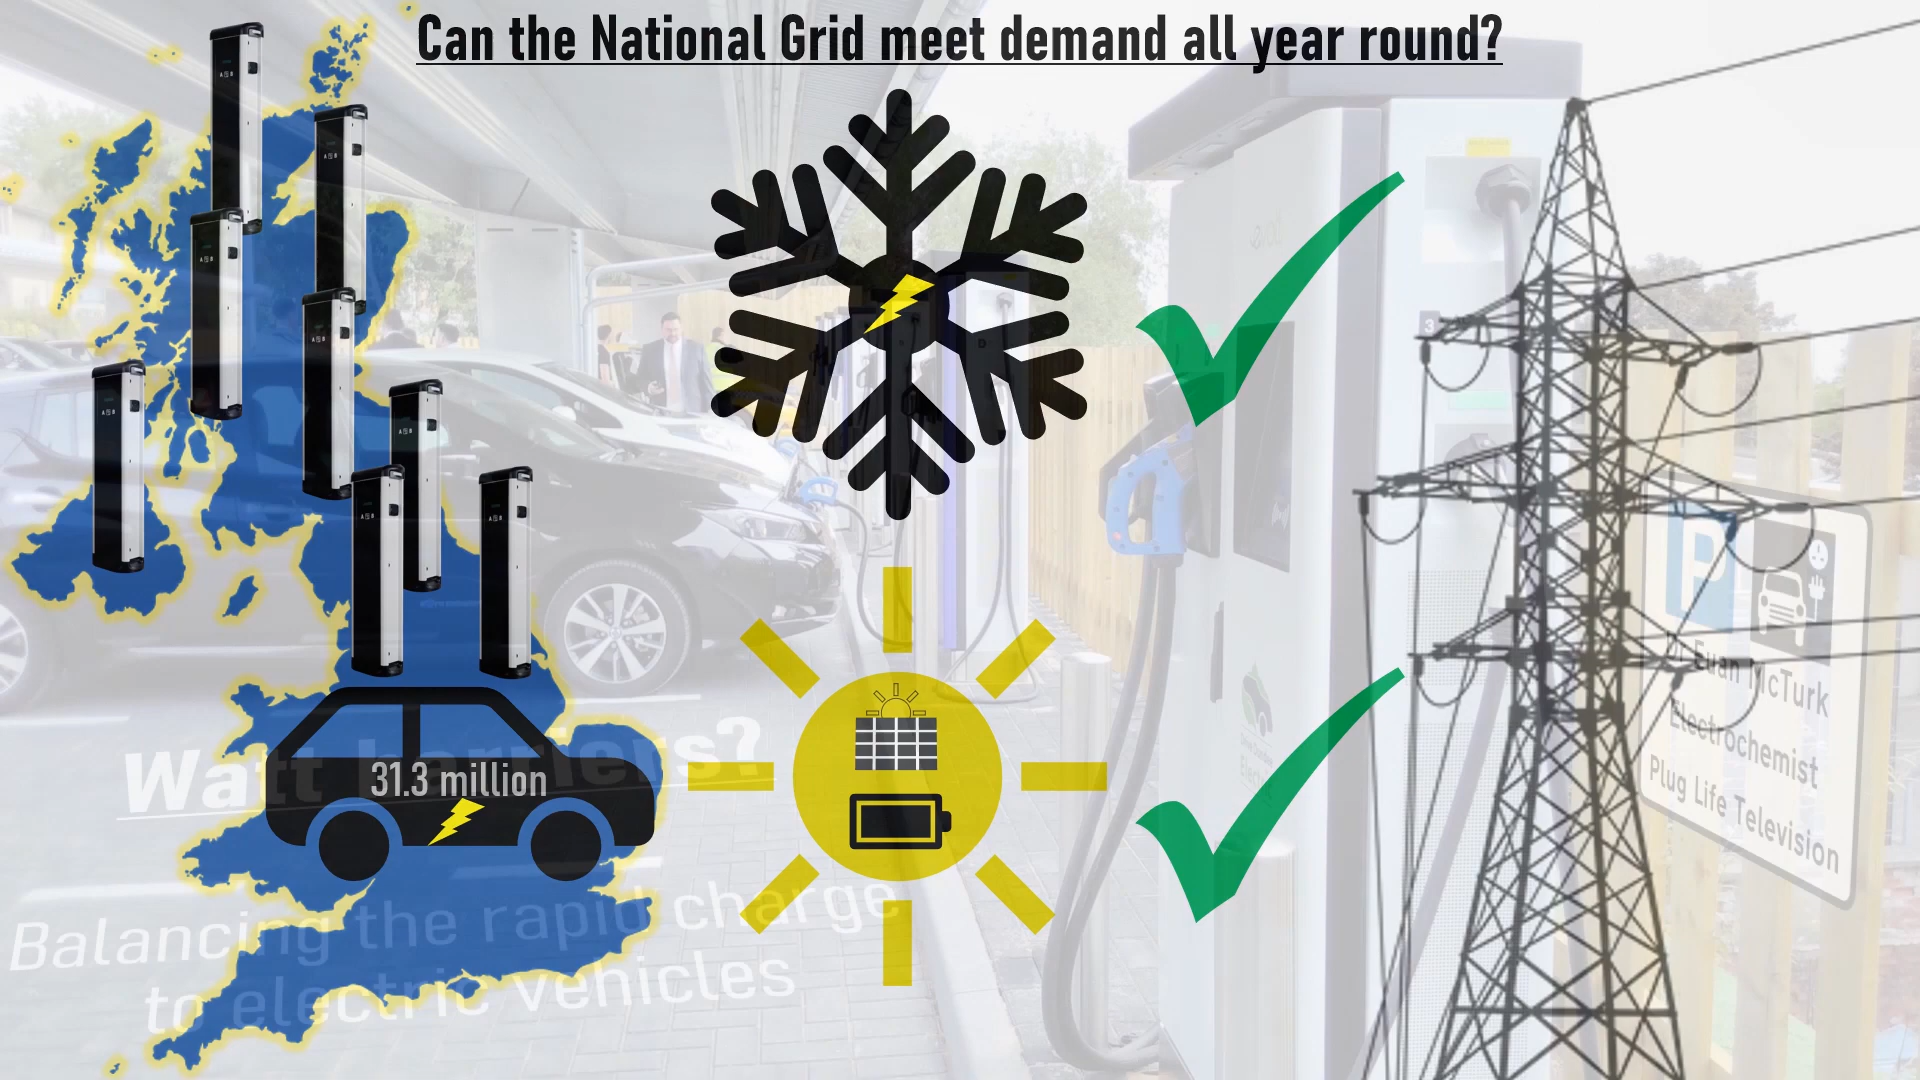 Can the National Grid meet demand all year round?
31.3 million
Watt barriers?
Balancing the rapid charge
to electric vehicles
P
Euan McTurk
Electrochemist
Plug Life Television